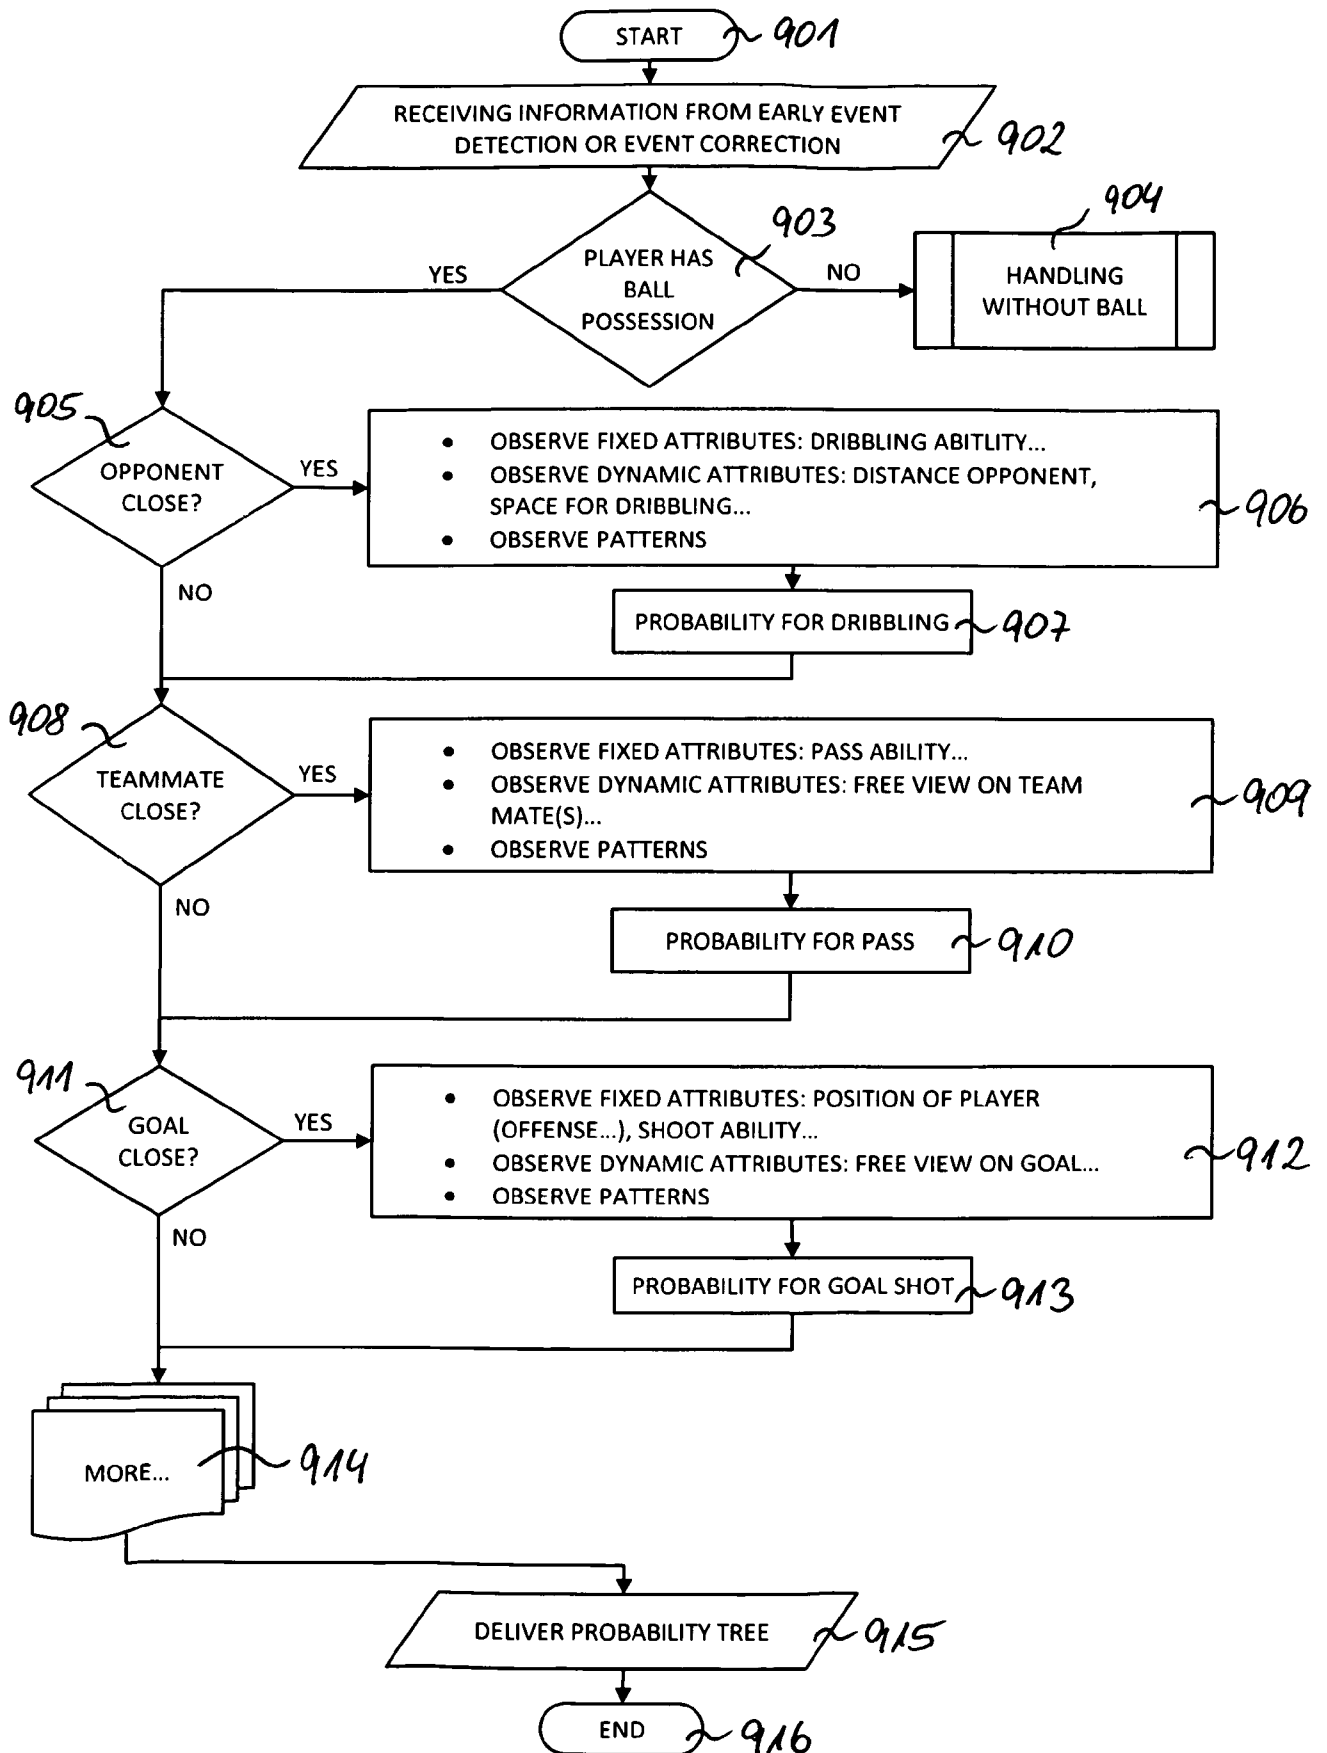 START
901
RECEIVING INFORMATION FROM EARLY EVENT
DETECTION OR EVENT CORRECTION
902
PLAYER HAS
BALL
POSSESSION
903
YES
NO
904
HANDLING
WITHOUT BALL
905
OPPONENT
CLOSE?
YES
NO
• OBSERVE FIXED ATTRIBUTES: DRIBBLING ABITLITY...
• OBSERVE DYNAMIC ATTRIBUTES: DISTANCE OPPONENT,
SPACE FOR DRIBBLING...
• OBSERVE PATTERNS
906
PROBABILITY FOR DRIBBLING
907
908
TEAMMATE
CLOSE?
YES
NO
• OBSERVE FIXED ATTRIBUTES: PASS ABILITY...
• OBSERVE DYNAMIC ATTRIBUTES: FREE VIEW ON TEAM
MATE(S)...
• OBSERVE PATTERNS
909
PROBABILITY FOR PASS
910
911
GOAL
CLOSE?
YES
NO
• OBSERVE FIXED ATTRIBUTES: POSITION OF PLAYER
(OFFENSE...), SHOOT ABILITY...
• OBSERVE DYNAMIC ATTRIBUTES: FREE VIEW ON GOAL...
• OBSERVE PATTERNS
912
PROBABILITY FOR GOAL SHOT
913
MORE...
914
DELIVER PROBABILITY TREE
915
END
916